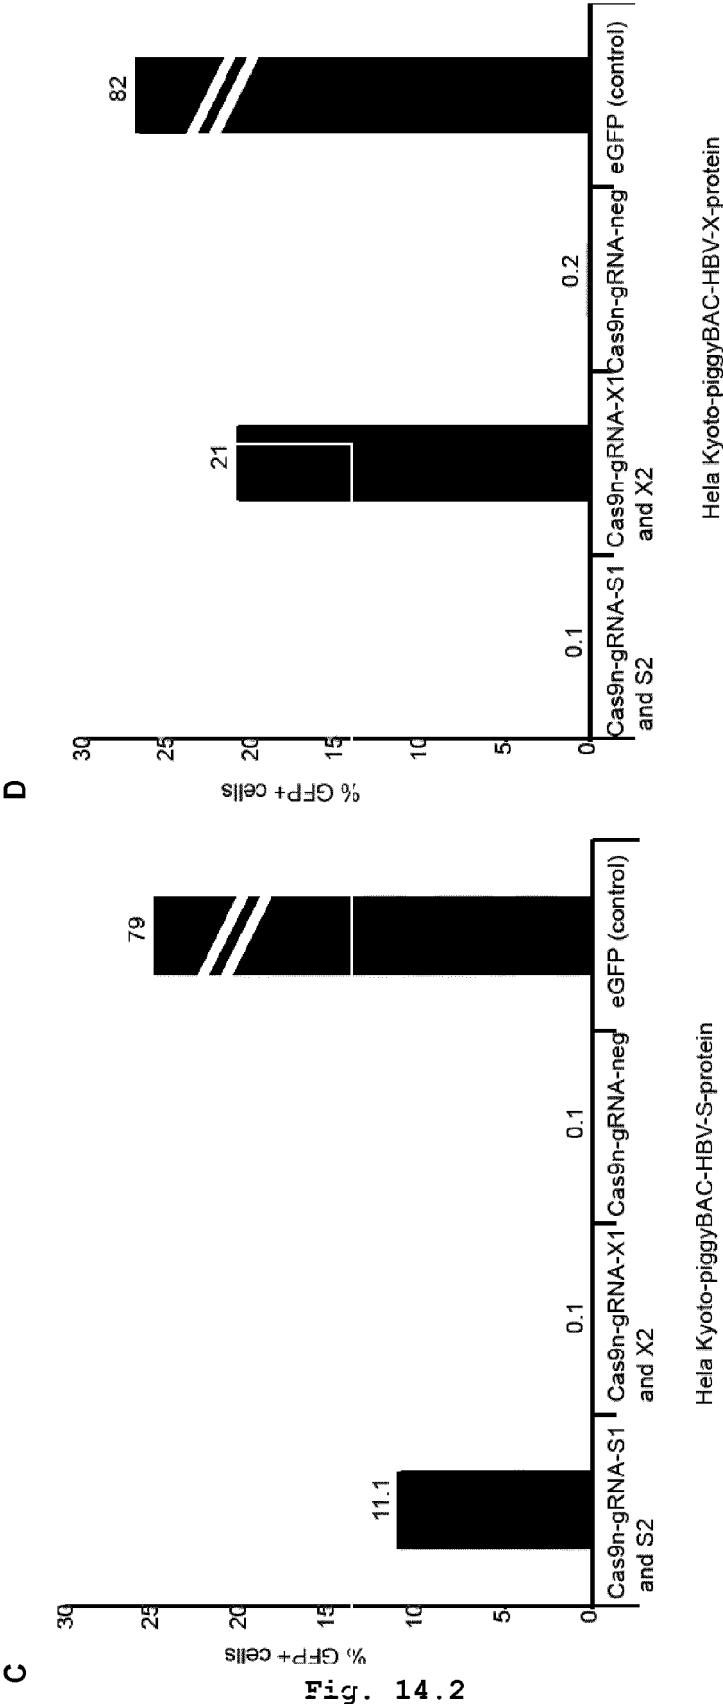 C
% GFP+ cells
30
25
20
15
10
5
0
11.1
0.1
0.1
79
Cas9n-gRNA-S1
and S2
Cas9n-gRNA-X1
and X2
Cas9n-gRNA-neg
eGFP (control)
Hela Kyoto-piggyBAC-HBV-S-protein
D
% GFP+ cells
30
25
20
15
10
5
0
0.1
21
0.2
82
Cas9n-gRNA-S1
and S2
Cas9n-gRNA-X1
and X2
Cas9n-gRNA-neg
eGFP (control)
Hela Kyoto-piggyBAC-HBV-X-protein
Fig. 14.2